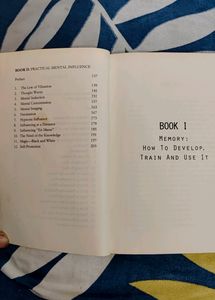 BOOK II: PRACTICAL MENTAL INFLUENCE
Preface 137
1. The Law of Vibration
2. Thought Waves
3. Mental Induction
4. Mental Concentration
5. Mental Imaging
6. Fascination
7. Hypnotic Influence
8. Influencing at a Distance
9. Influencing "En Masse"
10. The Need of the Knowledge
11. Magic—Black and White
12. Self-Protection 205
BOOK I
MEMORY:
HOW TO DEVELOP,
TRAIN AND USE IT